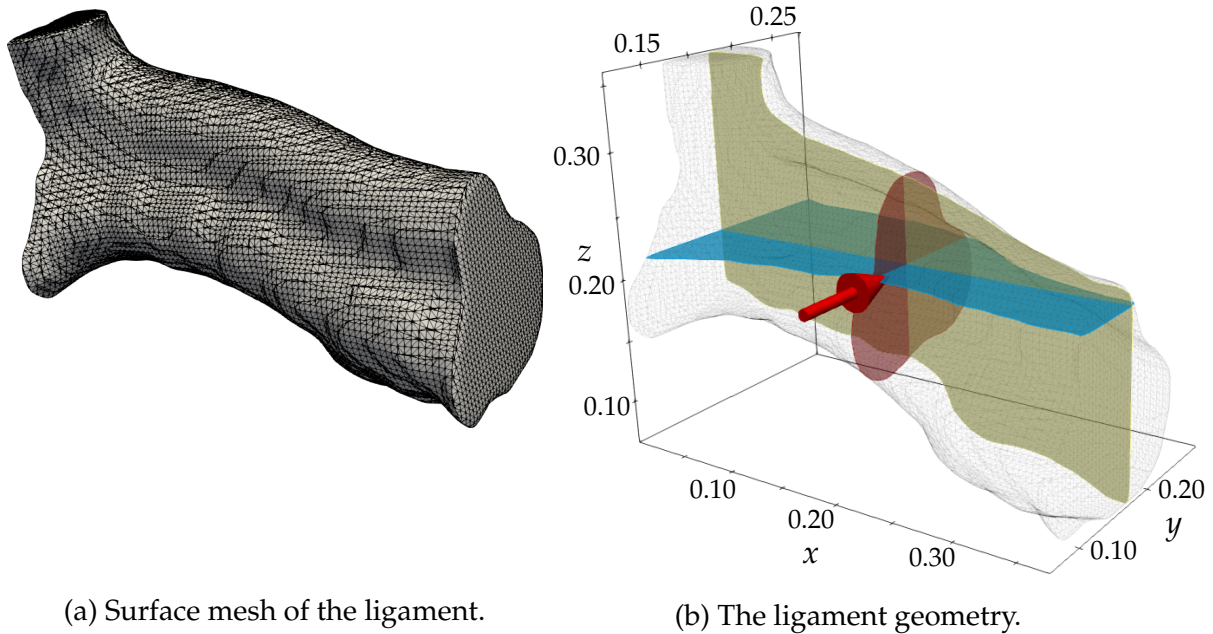 0.15
0.25
0.30
z
0.20
0.10
0.10
0.20
0.30
x
0.10
0.20
y
(a) Surface mesh of the ligament.
(b) The ligament geometry.